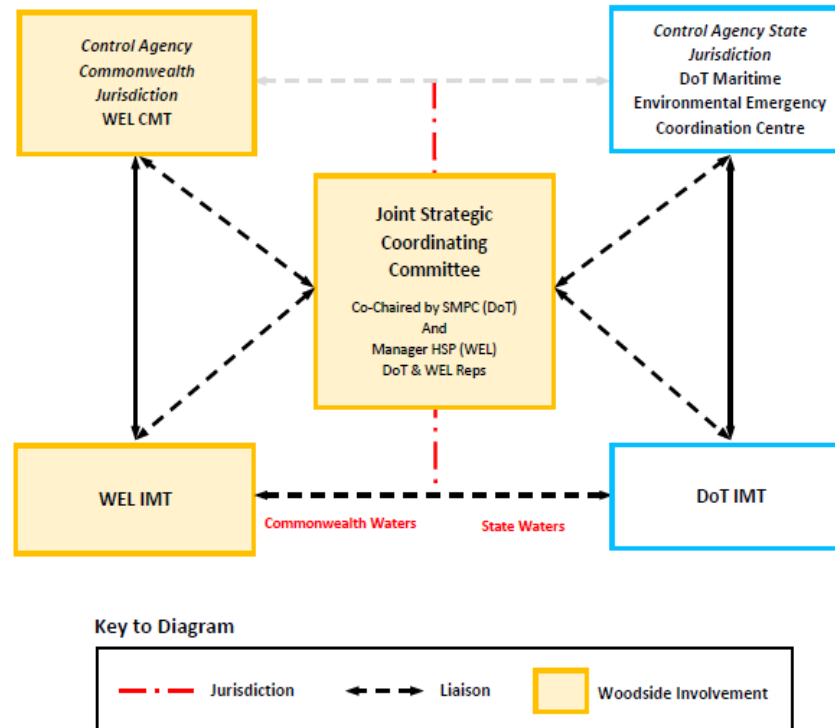 Control Agency
Commonwealth
Jurisdiction
WEL CMT
Control Agency State
Jurisdiction
DoT Maritime
Environmental Emergency
Coordination Centre
Joint Strategic
Coordinating
Committee
Co-Chaired by SMPC (DoT)
And
Manager HSP (WEL)
DoT & WEL Reps
WEL IMT
DoT IMT
Commonwealth Waters
State Waters
Key to Diagram
Jurisdiction
Liaison
Woodside Involvement